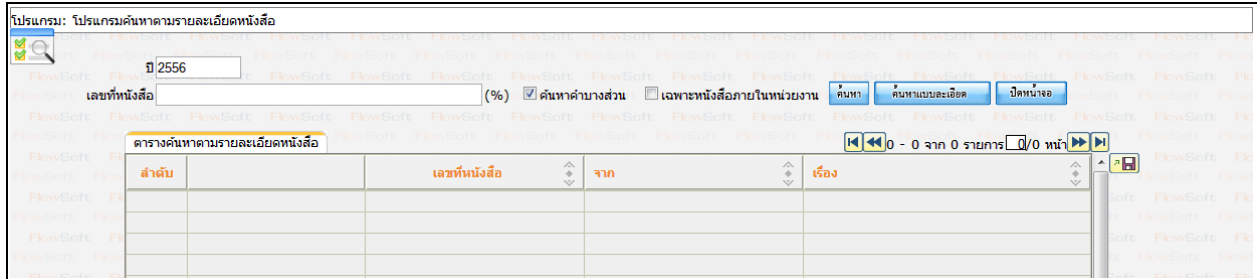 โปรแกรม: โปรแกรมค้นหาตามรายละเอียดหนังสือ
ปี 2556
เลขที่หนังสือ (%) ค้นหาคำบางส่วน เฉพาะหนังสือภายในหน่วยงาน ค้นหา ค้นหาแบบละเอียด ปิดหน้าจอ
ตารางค้นหาตามรายละเอียดหนังสือ 0 - 0 จาก 0 รายการ 0/0 หน้า
ลำดับ เลขที่หนังสือ จาก เรื่อง
FlowSoft